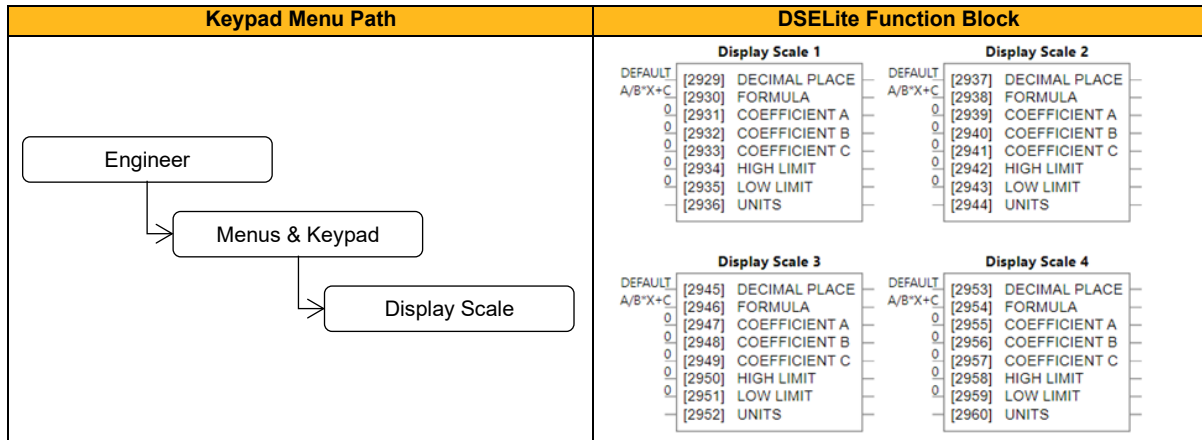 Keypad Menu Path
DSELite Function Block
Engineer
Menus & Keypad
Display Scale
Display Scale 1
DEFAULT [2929] DECIMAL PLACE
A/B*X+C [2930] FORMULA
0 [2931] COEFFICIENT A
0 [2932] COEFFICIENT B
0 [2933] COEFFICIENT C
0 [2934] HIGH LIMIT
0 [2935] LOW LIMIT
[2936] UNITS
Display Scale 2
DEFAULT [2937] DECIMAL PLACE
A/B*X+C [2938] FORMULA
0 [2939] COEFFICIENT A
0 [2940] COEFFICIENT B
0 [2941] COEFFICIENT C
0 [2942] HIGH LIMIT
0 [2943] LOW LIMIT
[2944] UNITS
Display Scale 3
DEFAULT [2945] DECIMAL PLACE
A/B*X+C [2946] FORMULA
0 [2947] COEFFICIENT A
0 [2948] COEFFICIENT B
0 [2949] COEFFICIENT C
0 [2950] HIGH LIMIT
0 [2951] LOW LIMIT
[2952] UNITS
Display Scale 4
DEFAULT [2953] DECIMAL PLACE
A/B*X+C [2954] FORMULA
0 [2955] COEFFICIENT A
0 [2956] COEFFICIENT B
0 [2957] COEFFICIENT C
0 [2958] HIGH LIMIT
0 [2959] LOW LIMIT
[2960] UNITS